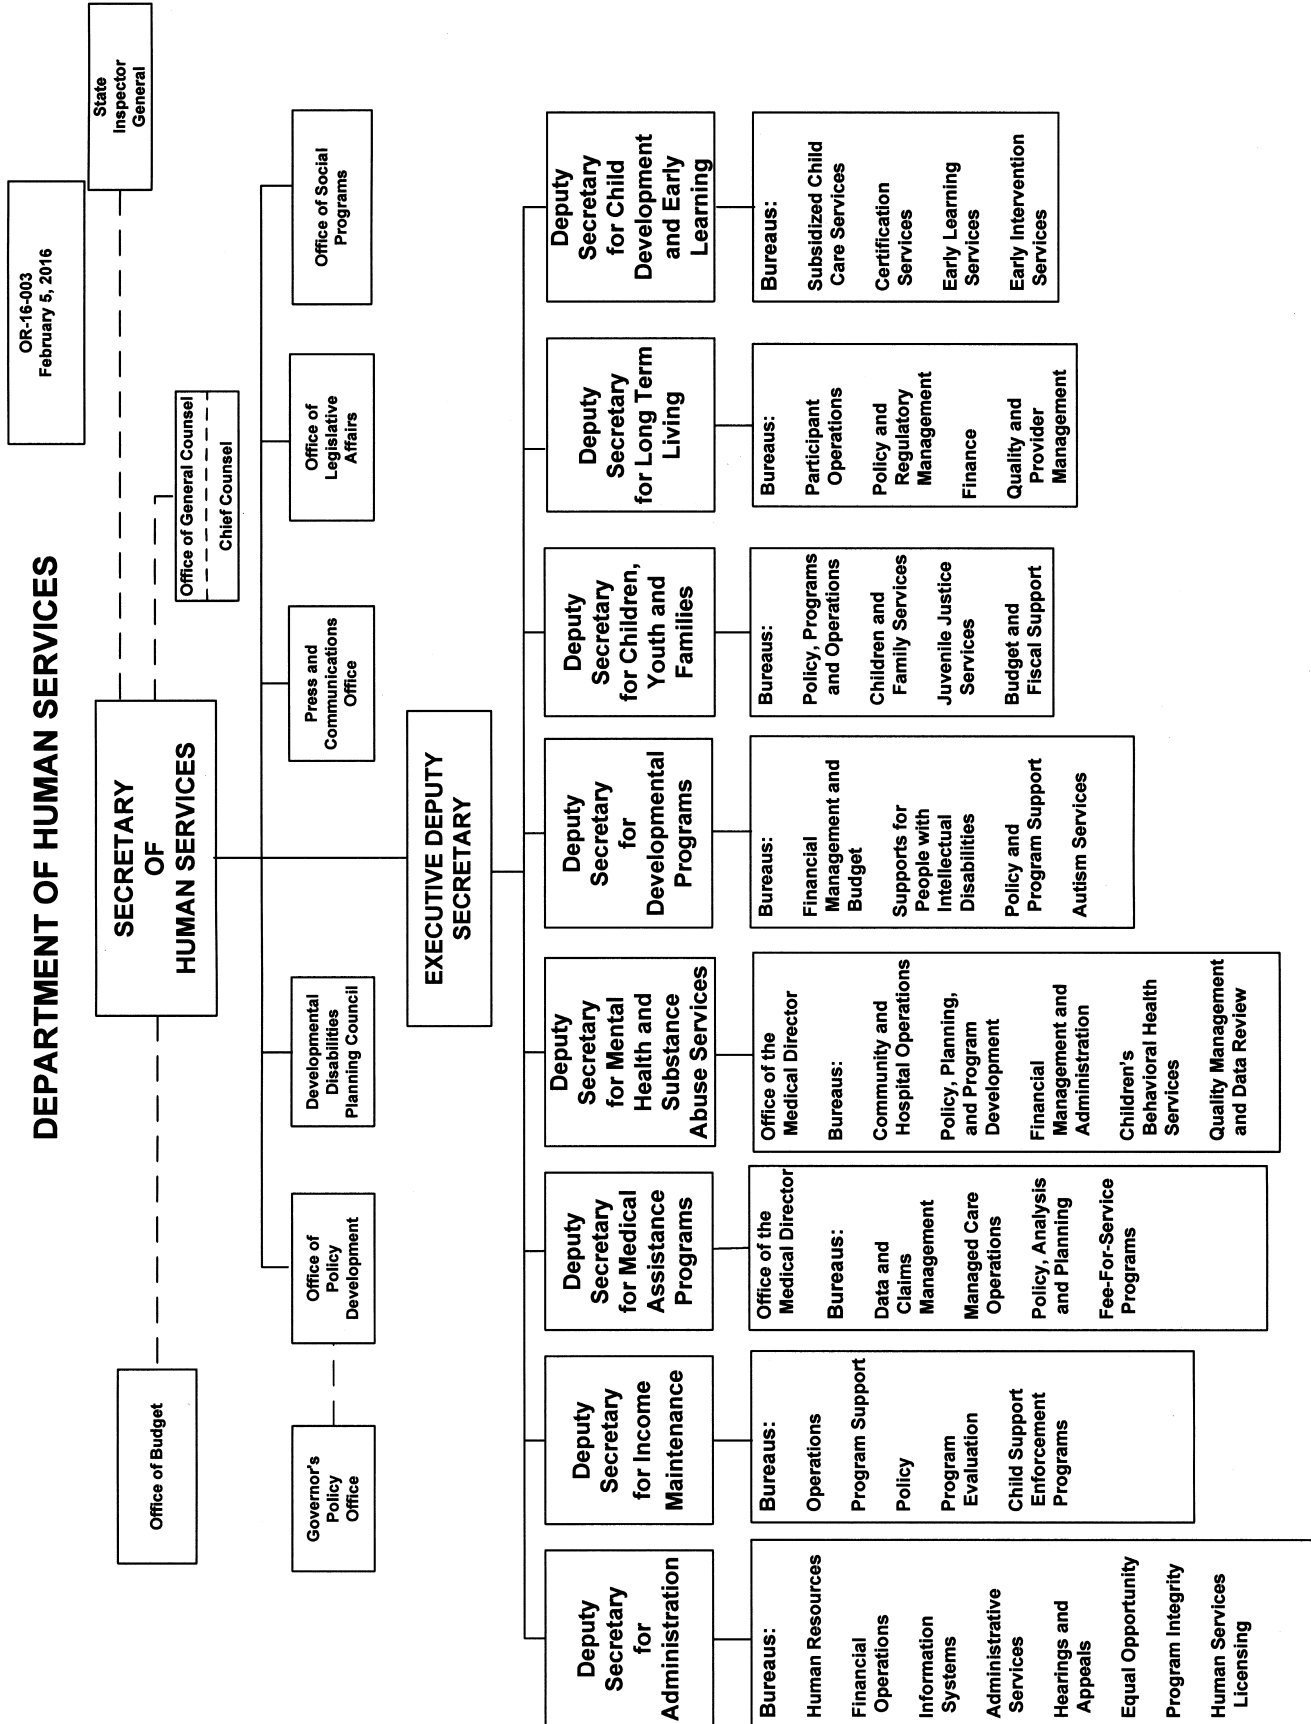 DEPARTMENT OF HUMAN SERVICES
OR-16-003
February 5, 2016
State
Inspector
General
Office of Budget
SECRETARY
OF
HUMAN SERVICES
Office of General Counsel
Chief Counsel
Governor's
Policy
Office
Office of
Policy
Development
Developmental
Disabilities
Planning Council
Press and
Communications
Office
Office of
Legislative
Affairs
Office of Social
Programs
EXECUTIVE DEPUTY
SECRETARY
Deputy
Secretary
for
Administration
Bureaus:
Human Resources
Financial
Operations
Information
Systems
Administrative
Services
Hearings and
Appeals
Equal Opportunity
Program Integrity
Human Services
Licensing
Deputy
Secretary
for Income
Maintenance
Bureaus:
Operations
Program Support
Policy
Program
Evaluation
Child Support
Enforcement
Programs
Deputy
Secretary
for Medical
Assistance
Programs
Office of the
Medical Director
Bureaus:
Data and
Claims
Management
Managed Care
Operations
Policy, Analysis
and Planning
Fee-For-Service
Programs
Deputy
Secretary
for Mental
Health and
Substance
Abuse Services
Office of the
Medical Director
Bureaus:
Community and
Hospital Operations
Policy, Planning,
and Program
Development
Financial
Management and
Administration
Children's
Behavioral Health
Services
Quality Management
and Data Review
Deputy
Secretary
for
Developmental
Programs
Bureaus:
Financial
Management and
Budget
Supports for
People with
Intellectual
Disabilities
Policy and
Program Support
Autism Services
Deputy
Secretary
for Children,
Youth and
Families
Bureaus:
Policy, Programs
and Operations
Children and
Family Services
Juvenile Justice
Services
Budget and
Fiscal Support
Deputy
Secretary
for Long Term
Living
Bureaus:
Participant
Operations
Policy and
Regulatory
Management
Finance
Quality and
Provider
Management
Deputy
Secretary
for Child
Development
and Early
Learning
Bureaus:
Subsidized Child
Care Services
Certification
Services
Early Learning
Services
Early Intervention
Services